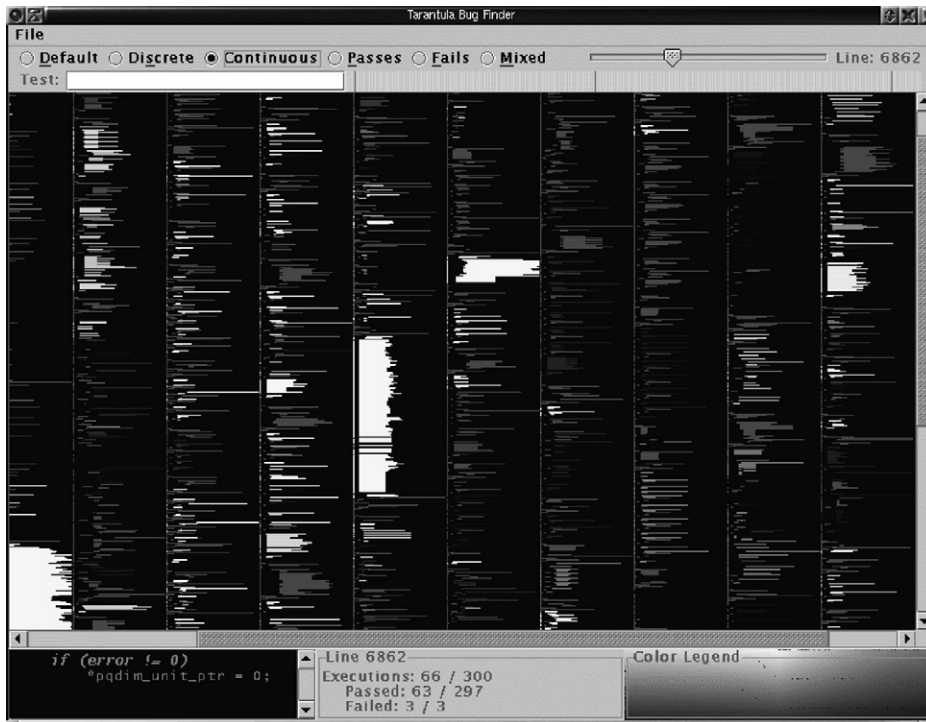 Tarantula Bug Finder
File
Default Discrete Continuous Passes Fails Mixed Line: 6862
Test:
if (error != 0)
*pqdim_unit_ptr = 0;
Line 6862
Executions: 66 / 300
Passed: 63 / 297
Failed: 3 / 3
Color Legend